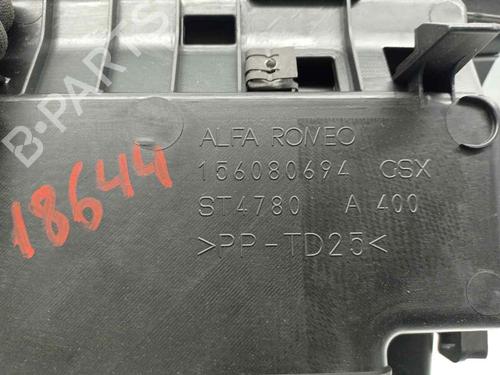 ALFA ROMEO
156080694 GSX
ST4780 A 400
>PP-TD25<
18644
B-PARTS